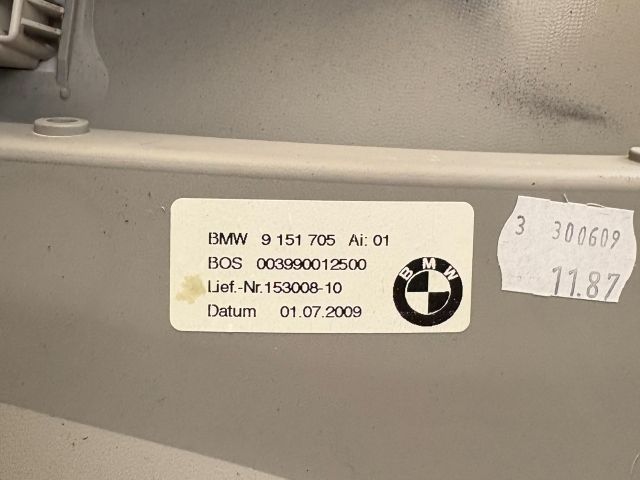 BMW 9 151 705 Ai: 01
BOS 003990012500
Lief.-Nr.153008-10
Datum 01.07.2009
BMW
3 300609
11.87